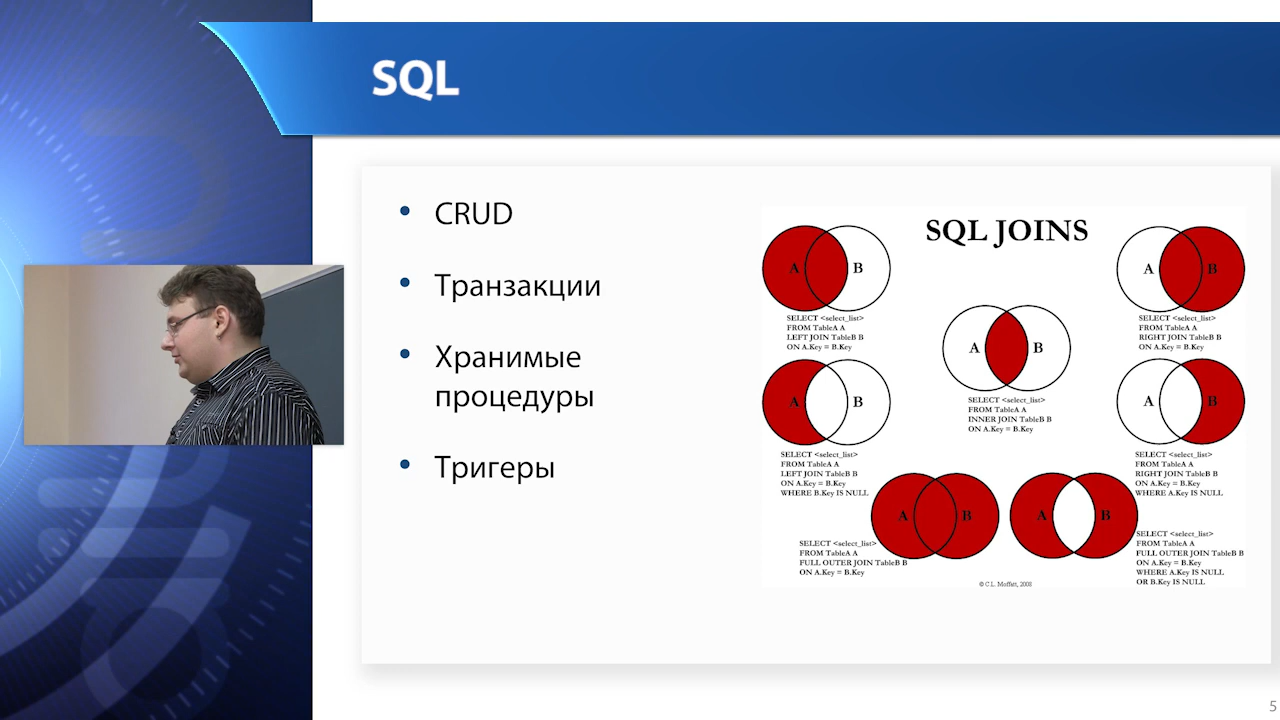 SQL
CRUD
Транзакции
Хранимые
процедуры
Тригеры
SQL JOINS
A
B
SELECT <select_list>
FROM TableA A
LEFT JOIN TableB B
ON A.Key = B.Key
A
B
SELECT <select_list>
FROM TableA A
RIGHT JOIN TableB B
ON A.Key = B.Key
A
B
SELECT <select_list>
FROM TableA A
INNER JOIN TableB B
ON A.Key = B.Key
A
B
SELECT <select_list>
FROM TableA A
LEFT JOIN TableB B
ON A.Key = B.Key
WHERE B.Key IS NULL
A
B
SELECT <select_list>
FROM TableA A
RIGHT JOIN TableB B
ON A.Key = B.Key
WHERE A.Key IS NULL
A
B
SELECT <select_list>
FROM TableA A
FULL OUTER JOIN TableB B
ON A.Key = B.Key
A
B
SELECT <select_list>
FROM TableA A
FULL OUTER JOIN TableB B
ON A.Key = B.Key
WHERE A.Key IS NULL
OR B.Key IS NULL
© C.L. Moffatt, 2008
5